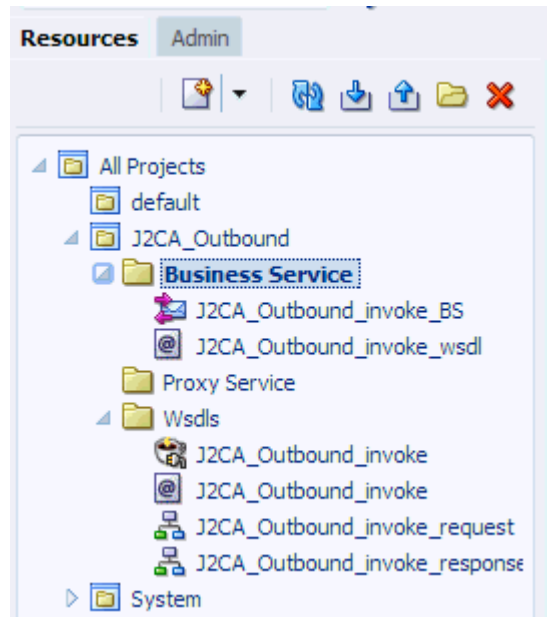 Resources Admin
All Projects
default
J2CA_Outbound
Business Service
J2CA_Outbound_invoke_BS
J2CA_Outbound_invoke_wsdl
Proxy Service
Wsdls
J2CA_Outbound_invoke
J2CA_Outbound_invoke
J2CA_Outbound_invoke_request
J2CA_Outbound_invoke_response
System